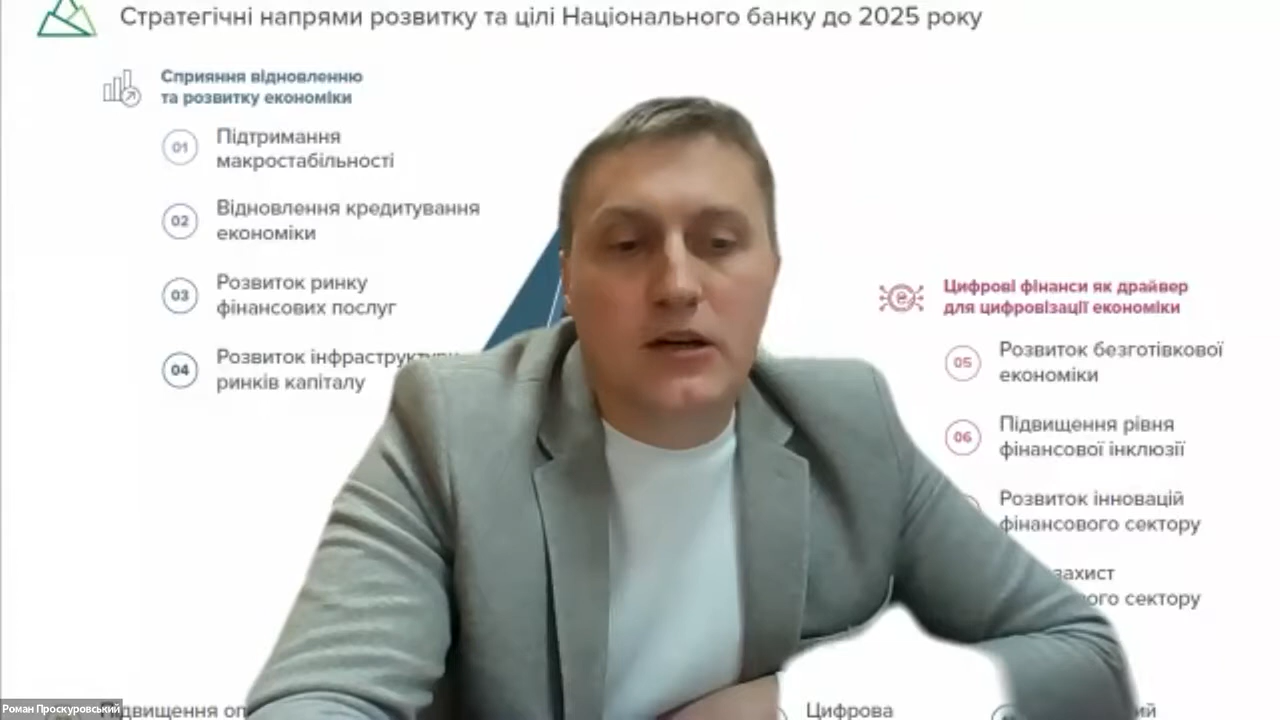 Стратегічні напрями розвитку та цілі Національного банку до 2025 року
Сприяння відновленню
та розвитку економіки
01
Підтримання
макростабільності
02
Відновлення кредитування
економіки
03
Розвиток ринку
фінансових послуг
04
Розвиток інфраструктури
ринків капіталу
Цифрові фінанси як драйвер
для цифровізації економіки
05
Розвиток безготівкової
економіки
06
Підвищення рівня
фінансової інклюзії
Розвиток інновацій
фінансового сектору
захист
сектору
Роман Проскуровський
Цифрова